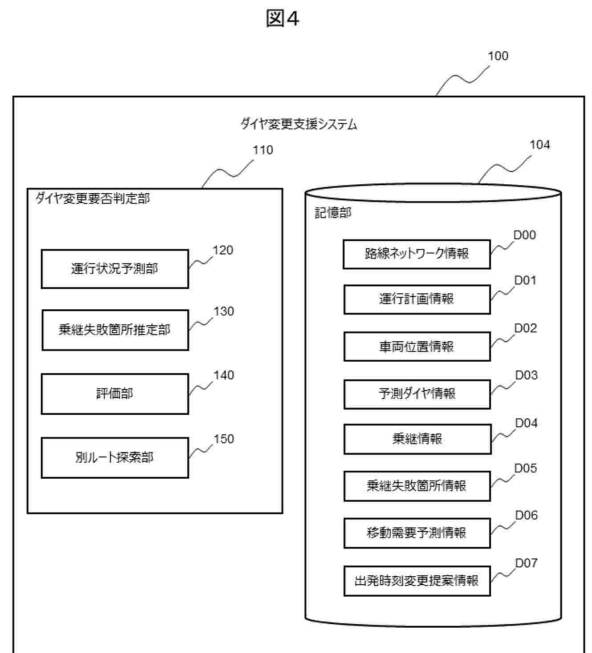 図4
100
ダイヤ変更支援システム
110
ダイヤ変更要否判定部
運行状況予測部
120
乗継失敗箇所推定部
130
評価部
140
別ルート探索部
150
104
記憶部
路線ネットワーク情報
D00
運行計画情報
D01
車両位置情報
D02
予測ダイヤ情報
D03
乗継情報
D04
乗継失敗箇所情報
D05
移動需要予測情報
D06
出発時刻変更提案情報
D07